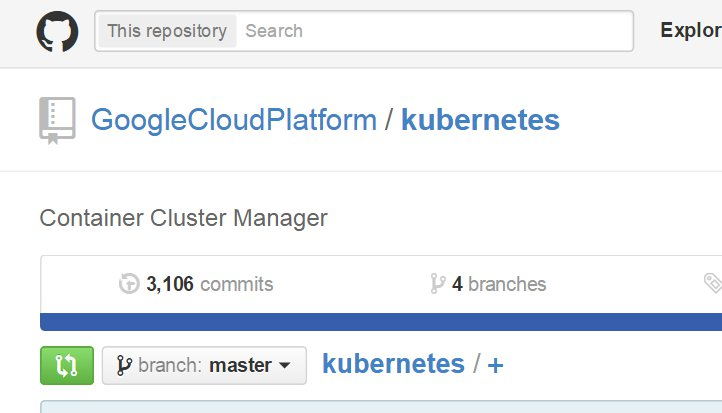 This repository Search Explor
GoogleCloudPlatform / kubernetes
Container Cluster Manager
3,106 commits 4 branches
branch: master kubernetes / +